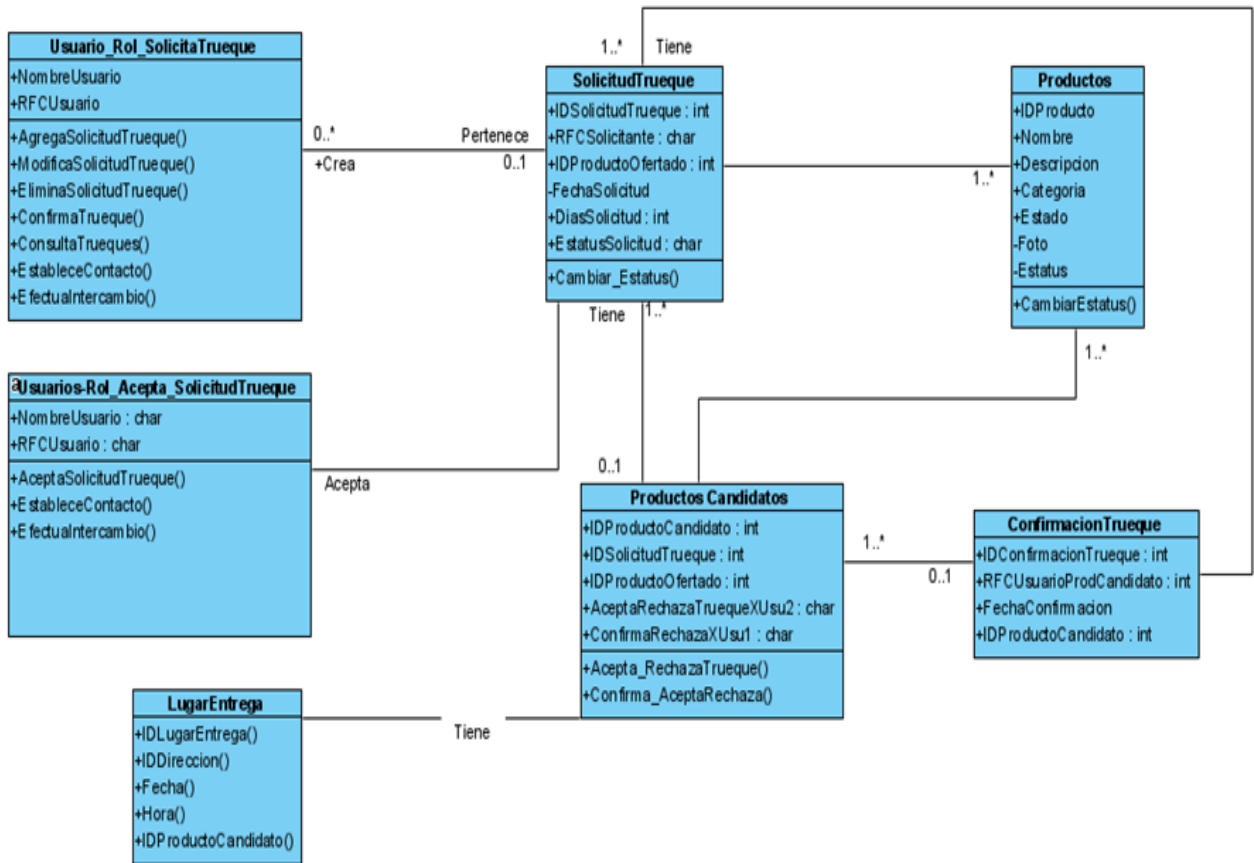 Usuario_Rol_SolicitaTrueque
+NombreUsuario
+RFCUsuario
+AgregaSolicitudTrueque()
+ModificaSolicitudTrueque()
+EliminaSolicitudTrueque()
+ConfirmaTrueque()
+ConsultaTrueques()
+EstableceContacto()
+EfectuaIntercambio()
0..*
+Crea
Pertenece
0..1
1..*
Tiene
SolicitudTrueque
+IDSolicitudTrueque : int
+RFCSolicitante : char
+IDProductoOfertado : int
-FechaSolicitud
+DiasSolicitud : int
+EstatusSolicitud : char
+Cambiar_Estatus()
Tiene
1..*
1..*
Productos
+IDProducto
+Nombre
+Descripcion
+Categoria
+Estado
-Foto
-Estatus
+CambiarEstatus()
1..*
a
Usuarios-Rol_Acepta_SolicitudTrueque
+NombreUsuario : char
+RFCUsuario : char
+AceptaSolicitudTrueque()
+EstableceContacto()
+EfectuaIntercambio()
Acepta
0..1
Productos Candidatos
+IDProductoCandidato : int
+IDSolicitudTrueque : int
+IDProductoOfertado : int
+AceptaRechazaTruequeXUsu2 : char
+ConfirmaRechazaXUsu1 : char
+Acepta_RechazaTrueque()
+Confirma_AceptaRechaza()
1..*
0..1
ConfirmacionTrueque
+IDConfirmacionTrueque : int
+RFCUsuarioProdCandidato : int
+FechaConfirmacion
+IDProductoCandidato : int
LugarEntrega
+IDLugarEntrega()
+IDDireccion()
+Fecha()
+Hora()
+IDProductoCandidato()
Tiene